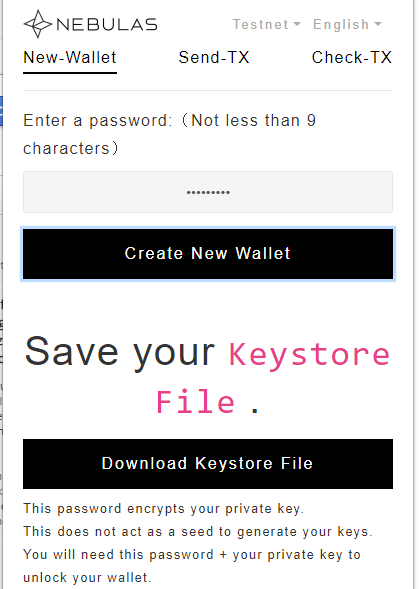 NEBULAS Testnet English
New-Wallet Send-TX Check-TX
Enter a password:（Not less than 9
characters）
•••••••••
Create New Wallet
Save your Keystore
File .
Download Keystore File
This password encrypts your private key.
This does not act as a seed to generate your keys.
You will need this password + your private key to
unlock your wallet.